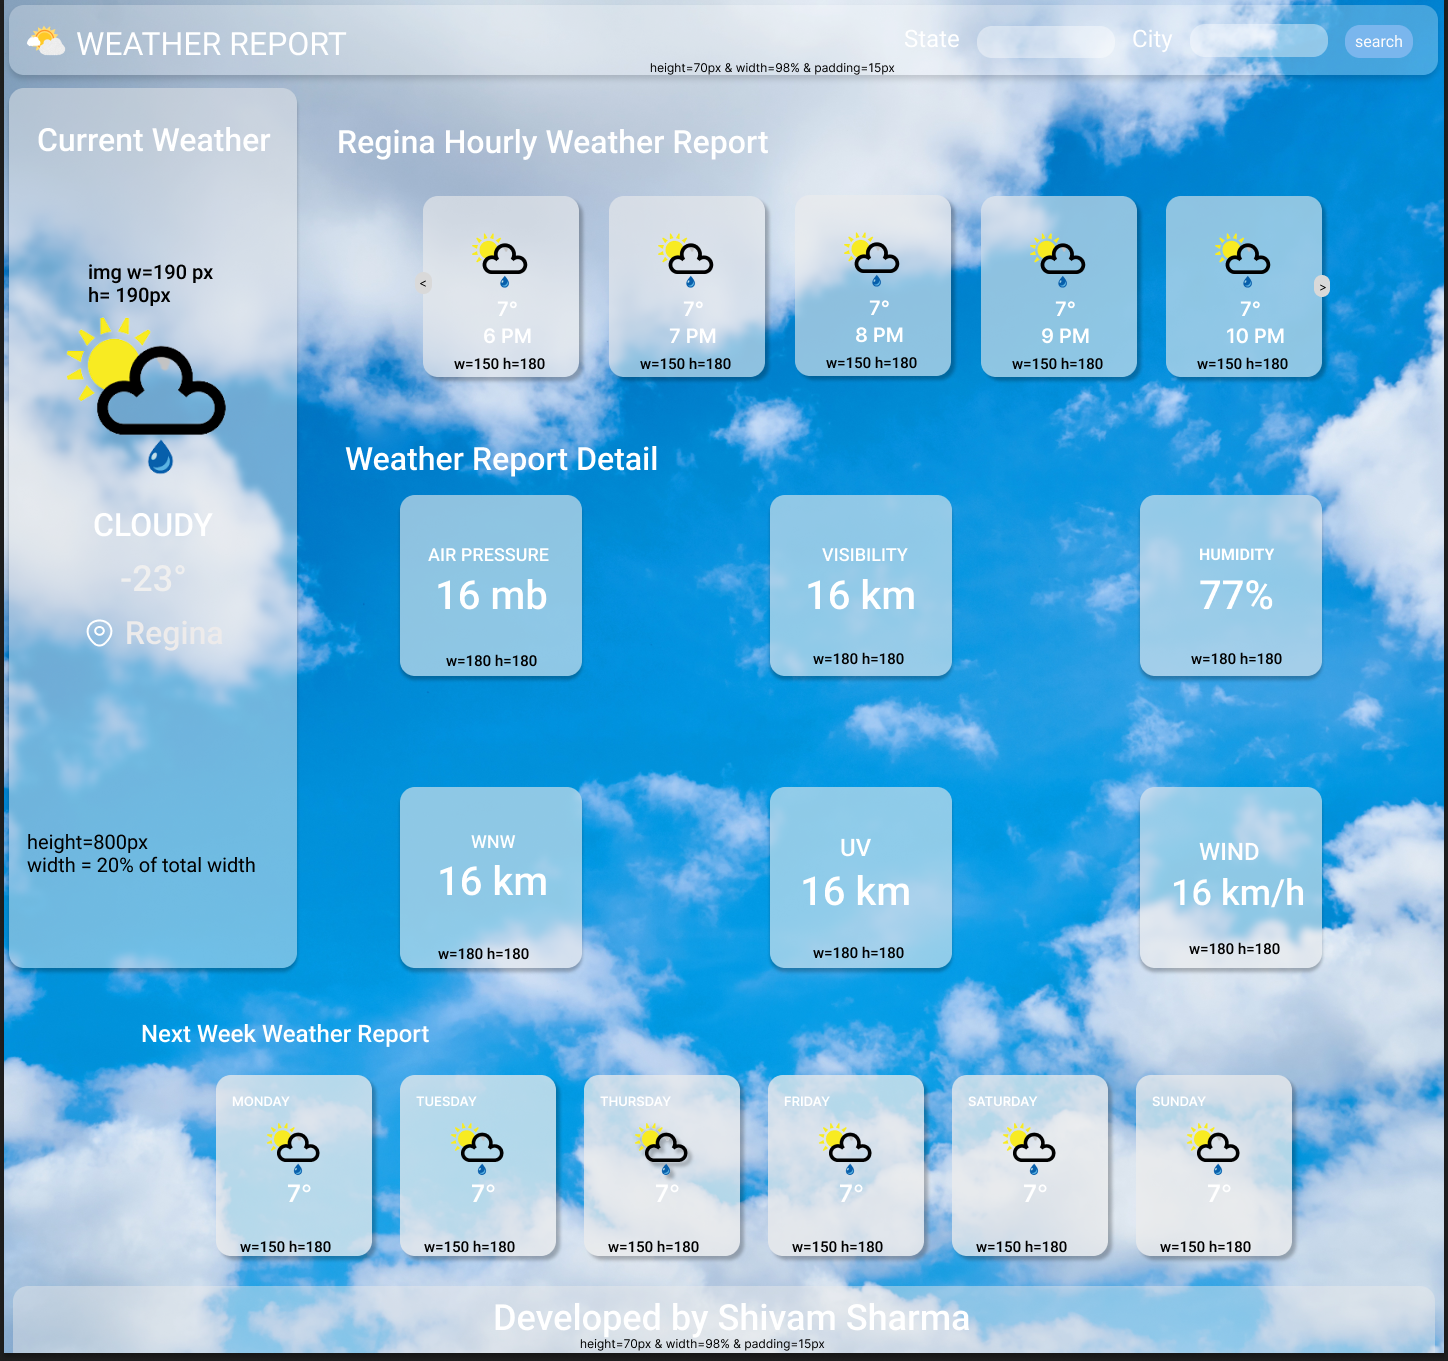 WEATHER REPORT
State
City
search
height=70px & width=98% & padding=15px
Current Weather
img w=190 px
h= 190px
CLOUDY
-23°
Regina
height=800px
width = 20% of total width
Regina Hourly Weather Report
<
7°
6 PM
w=150 h=180
7°
7 PM
w=150 h=180
7°
8 PM
w=150 h=180
7°
9 PM
w=150 h=180
7°
10 PM
w=150 h=180
>
Weather Report Detail
AIR PRESSURE
16 mb
w=180 h=180
VISIBILITY
16 km
w=180 h=180
HUMIDITY
77%
w=180 h=180
WNW
16 km
w=180 h=180
UV
16 km
w=180 h=180
WIND
16 km/h
w=180 h=180
Next Week Weather Report
MONDAY
7°
w=150 h=180
TUESDAY
7°
w=150 h=180
THURSDAY
7°
w=150 h=180
FRIDAY
7°
w=150 h=180
SATURDAY
7°
w=150 h=180
SUNDAY
7°
w=150 h=180
Developed by Shivam Sharma
height=70px & width=98% & padding=15px